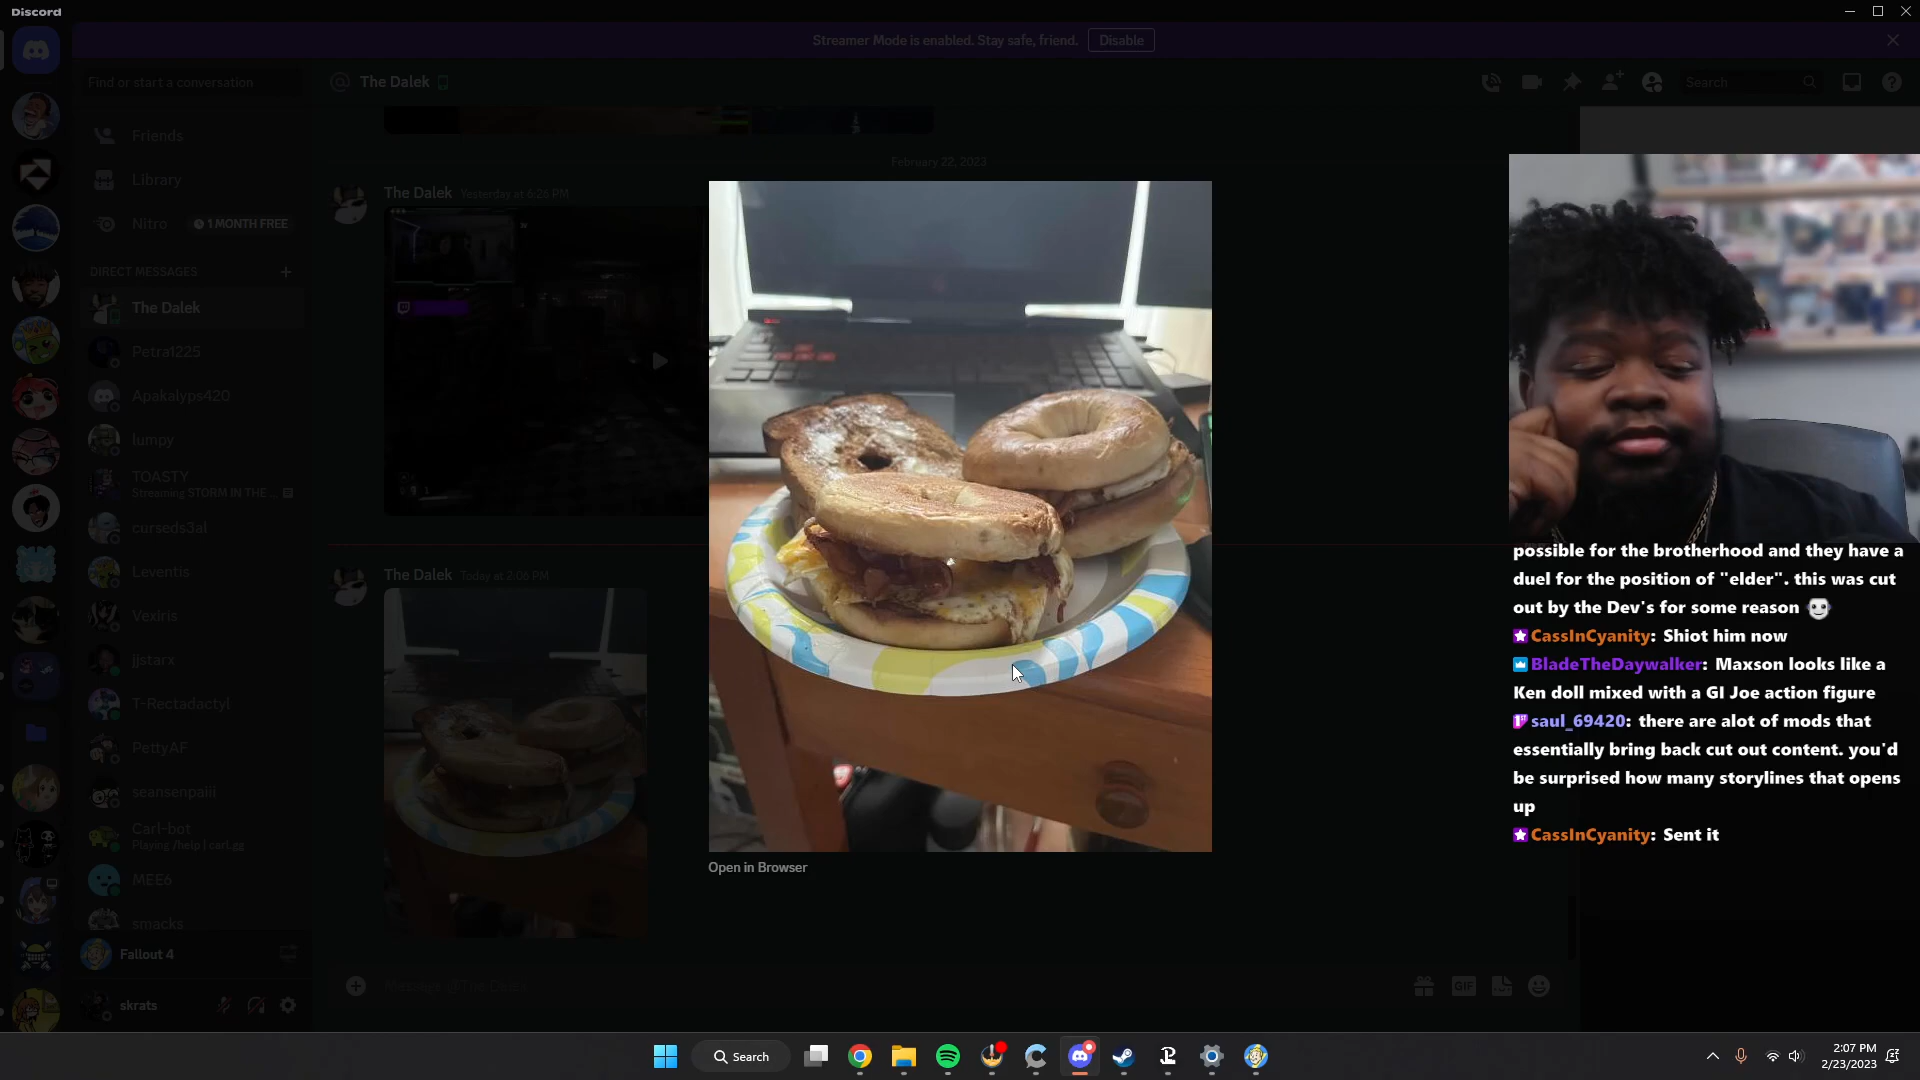 Discord
Streamer Mode is enabled. Stay safe, friend.
Disable
Find or start a conversation
The Dalek
Search
Friends
Library
Nitro
1 MONTH FREE
DIRECT MESSAGES
The Dalek
Petra1225
Apakalyps420
lumpy
TOASTY
Streaming STORM IN THE ...
curseds3al
Leventis
Vexiris
jjstarx
T-Rectadactyl
PettyAF
seansenpaiii
Carl-bot
Playing /help | carl.gg
MEE6
smacks
Fallout 4
skrats
February 22, 2023
The Dalek Yesterday at 6:26 PM
The Dalek Today at 2:06 PM
Open in Browser
Message @The Dalek
GIF
possible for the brotherhood and they have a
duel for the position of "elder". this was cut
out by the Dev's for some reason
CassInCyanity: Shiot him now
BladeTheDaywalker: Maxson looks like a
Ken doll mixed with a GI Joe action figure
saul_69420: there are alot of mods that
essentially bring back cut out content. you'd
be surprised how many storylines that opens
up
CassInCyanity: Sent it
Search
2:07 PM
2/23/2023